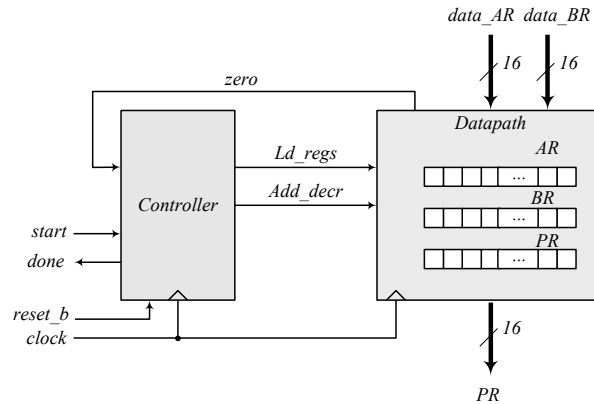 data_AR data_BR
16 16
zero
Datapath
AR
Ld_regs
...
Add_decr
BR
Controller
...
start
PR
done
...
reset_b
clock
16
PR